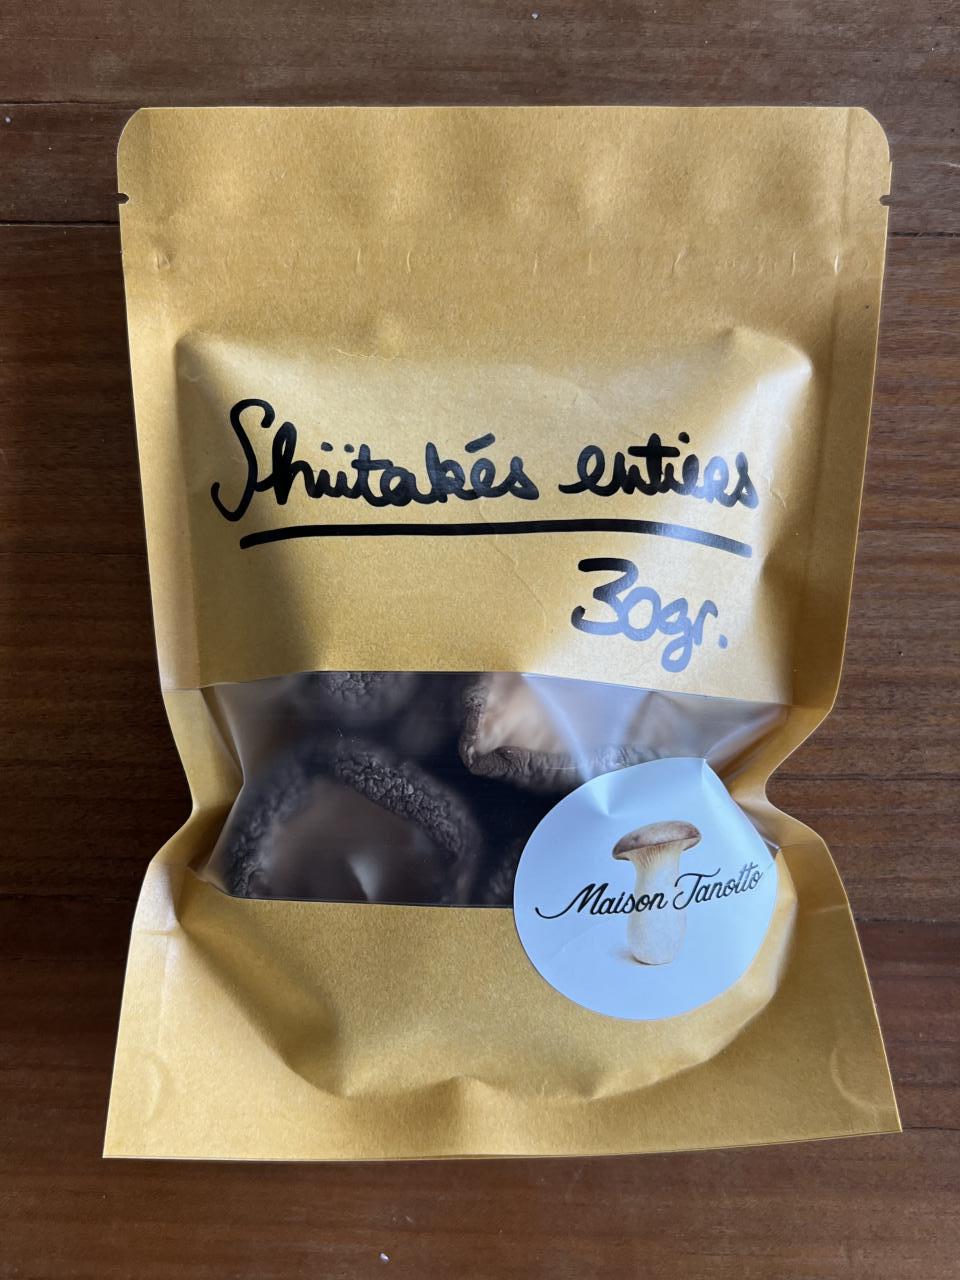 Shiitakés entiers
30gr.
Maison Tanotto